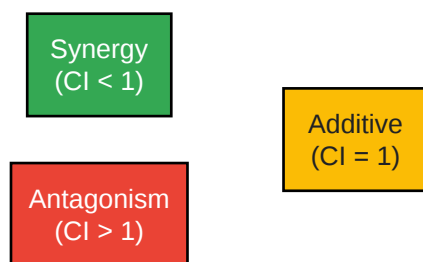 Synergy
(CI < 1)
Additive
(CI = 1)
Antagonism
(CI > 1)